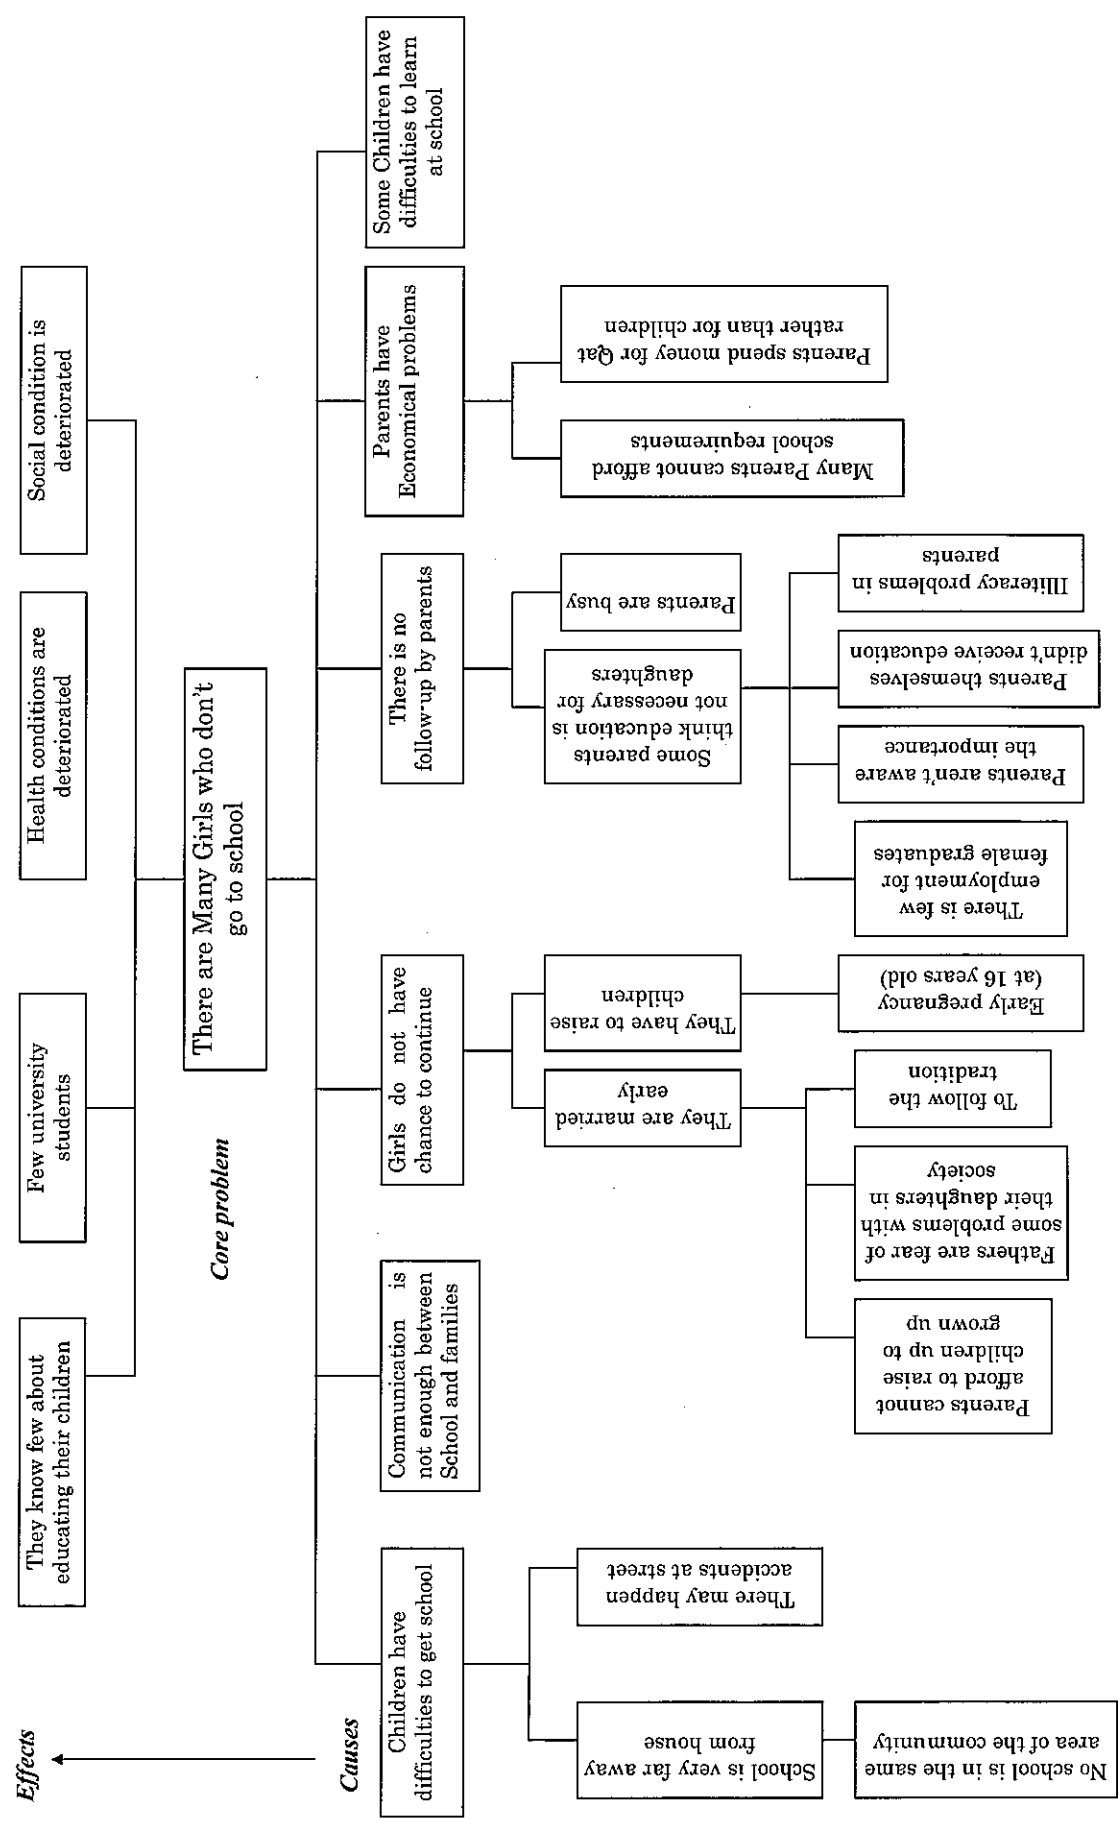 Effects
They know few about
educating their children
Few university
students
Health conditions are
deteriorated
Social condition is
deteriorated
Core problem
There are Many Girls who don't
go to school
Causes
Children have
difficulties to get school
Communication is
not enough between
School and families
Girls do not have
chance to continue
There is no
follow-up by parents
Parents have
Economical problems
Some Children have
difficulties to learn
at school
School is very far away
from house
There may happen
accidents at street
They are married
early
They have to raise
children
Some parents
think education is
not necessary for
daughters
Parents are busy
Many Parents cannot afford
school requirements
Parents spend money for Qat
rather than for children
No school is in the same
area of the community
Parents cannot
afford to raise
children up to
grown up
Fathers are fear of
some problems with
their daughters in
society
To follow the
tradition
Early pregnancy
(at 16 years old)
There is few
employment for
female graduates
Parents aren't aware
the importance
Parents themselves
didn't receive education
Illiteracy problems in
parents